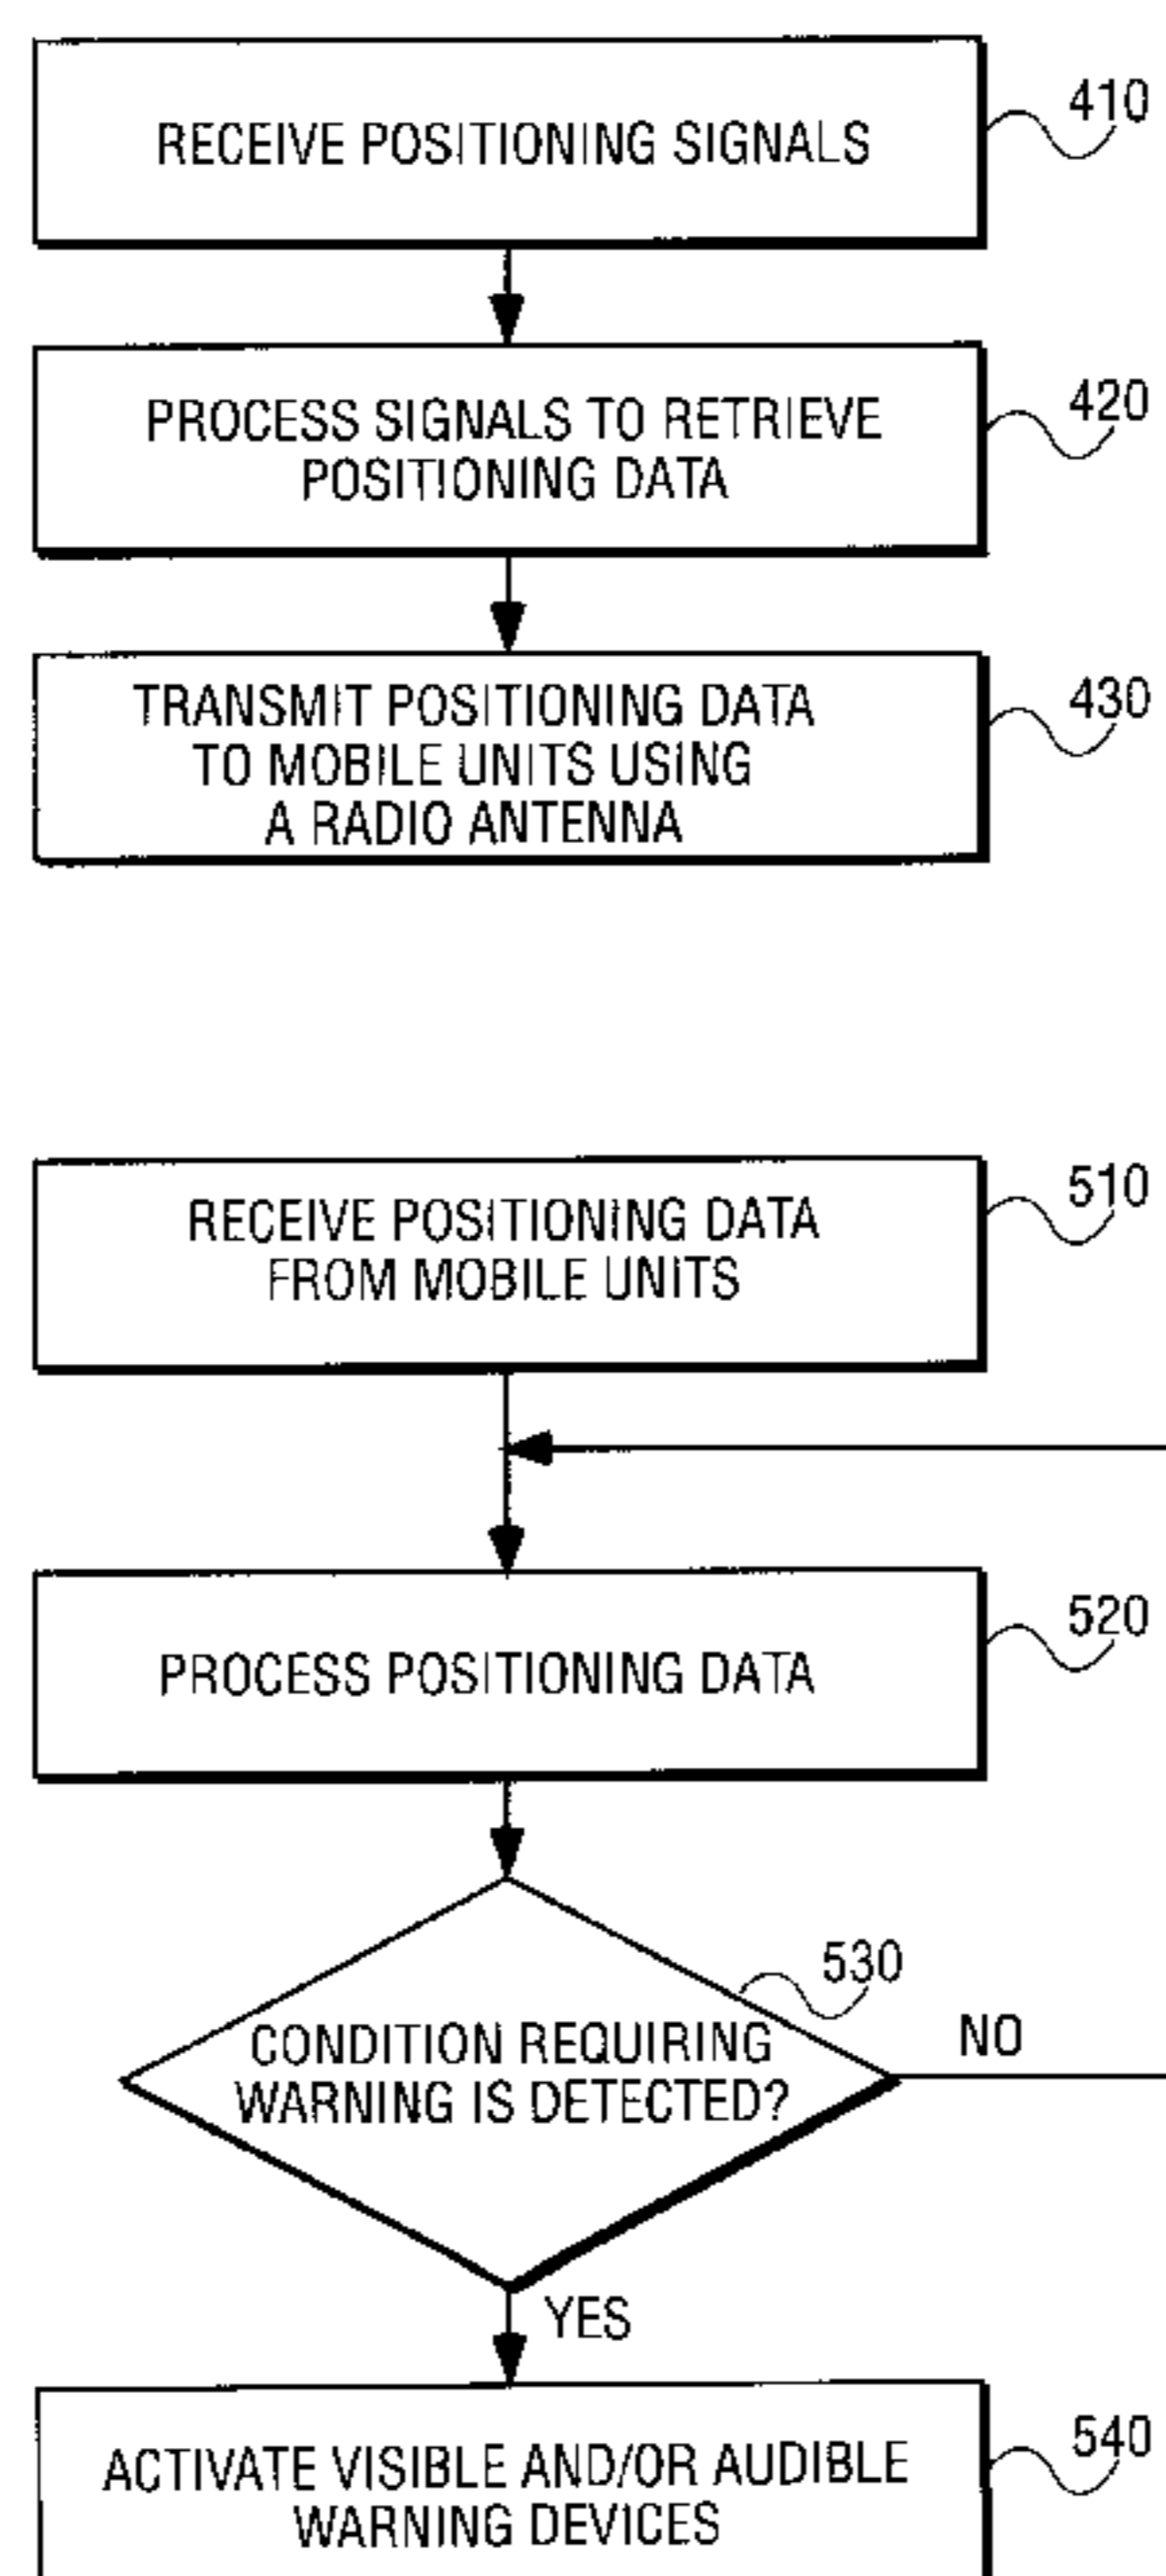 RECEIVE POSITIONING SIGNALS
410
PROCESS SIGNALS TO RETRIEVE
POSITIONING DATA
420
TRANSMIT POSITIONING DATA
TO MOBILE UNITS USING
A RADIO ANTENNA
430
RECEIVE POSITIONING DATA
FROM MOBILE UNITS
510
PROCESS POSITIONING DATA
520
530
CONDITION REQUIRING
WARNING IS DETECTED?
NO
YES
ACTIVATE VISIBLE AND/OR AUDIBLE
WARNING DEVICES
540